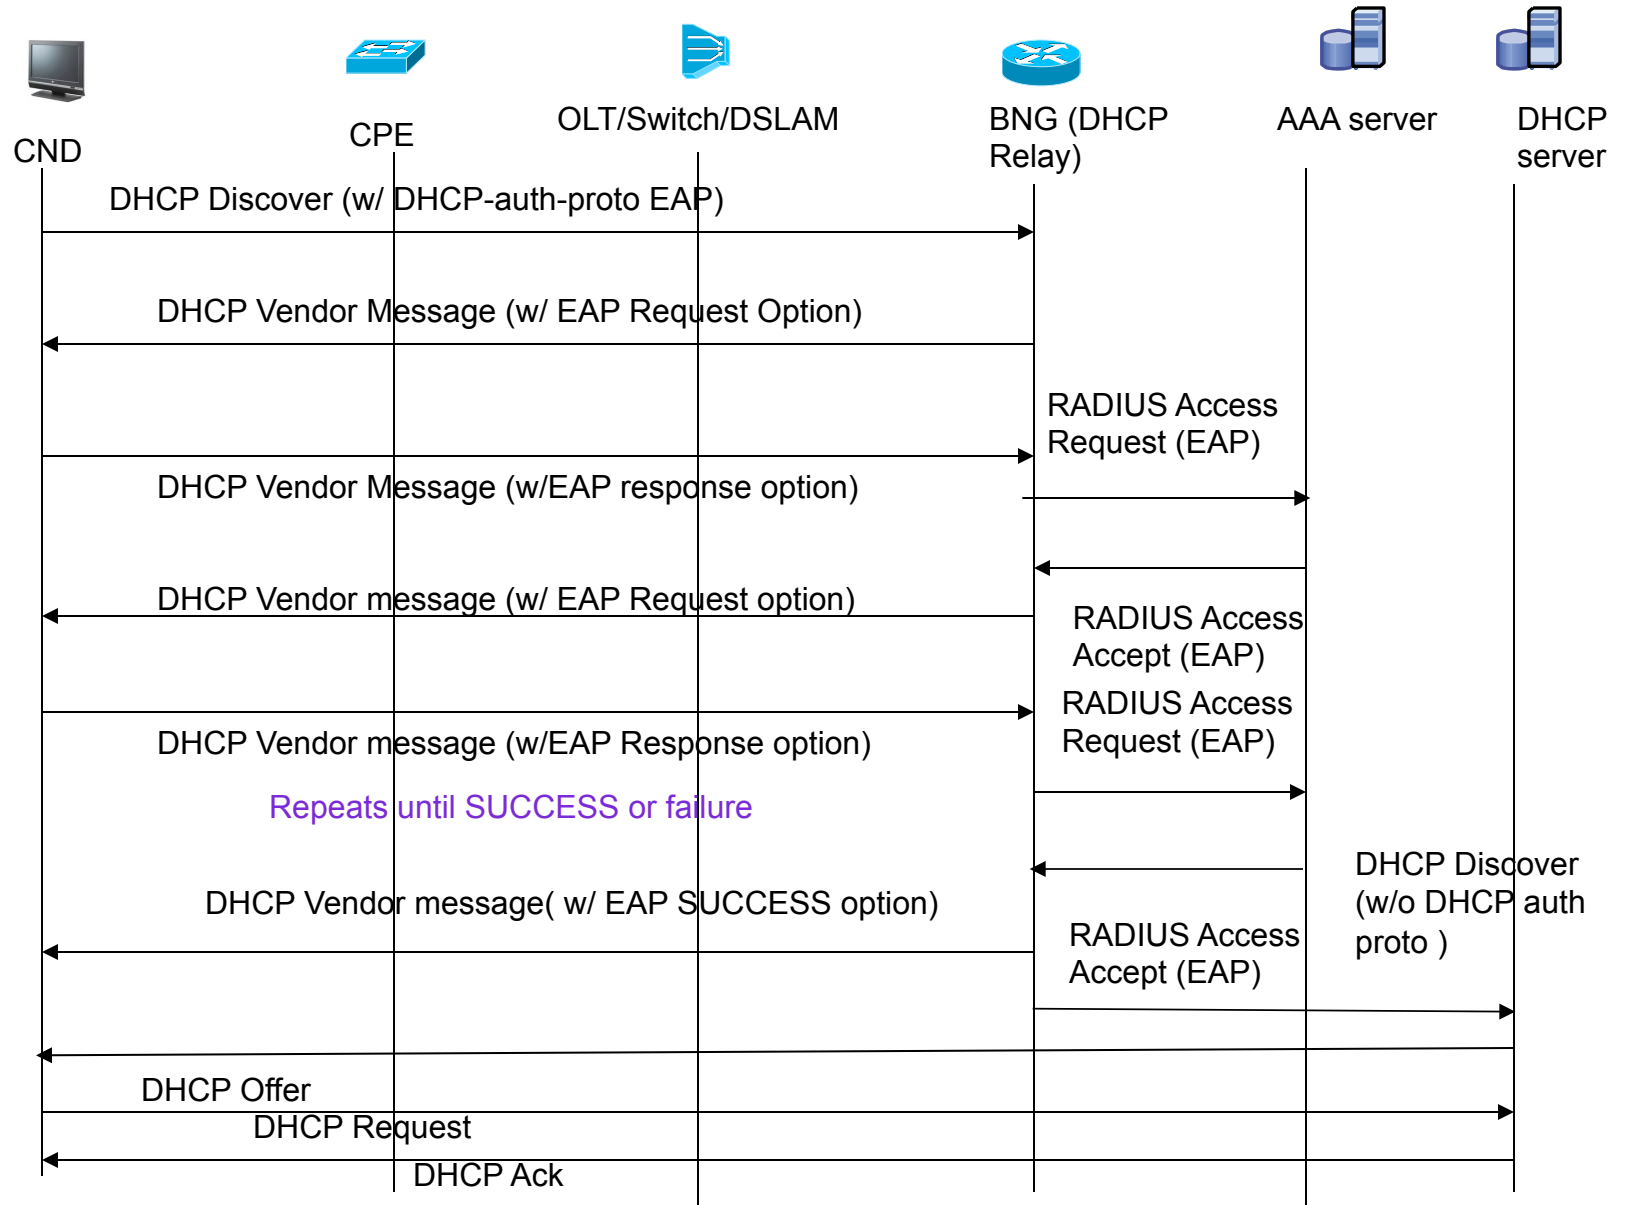 CND
CPE
OLT/Switch/DSLAM
BNG (DHCP
Relay)
AAA server
DHCP
server
DHCP Discover (w/ DHCP-auth-proto EAP)
DHCP Vendor Message (w/ EAP Request Option)
RADIUS Access
Request (EAP)
DHCP Vendor Message (w/EAP response option)
DHCP Vendor message (w/ EAP Request option)
RADIUS Access
Accept (EAP)
RADIUS Access
Request (EAP)
DHCP Vendor message (w/EAP Response option)
Repeats until SUCCESS or failure
DHCP Vendor message( w/ EAP SUCCESS option)
DHCP Discover
(w/o DHCP auth
proto )
RADIUS Access
Accept (EAP)
DHCP Offer
DHCP Request
DHCP Ack